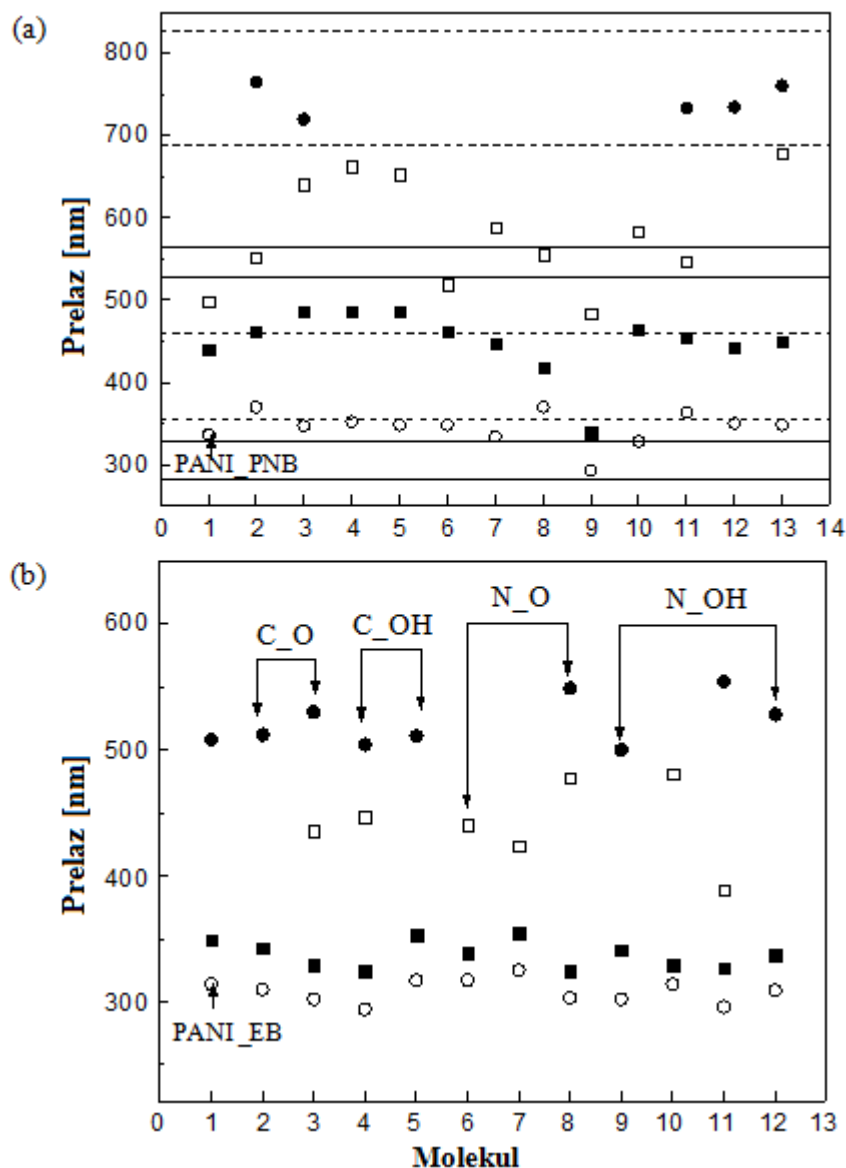 (a)
800
700
600
500
400
300
Prelaz [nm]
PANI_PNB
0 1 2 3 4 5 6 7 8 9 10 11 12 13 14
(b)
600
500
400
300
Prelaz [nm]
C_O
C_OH
N_O
N_OH
PANI_EB
0 1 2 3 4 5 6 7 8 9 10 11 12 13
Molekul